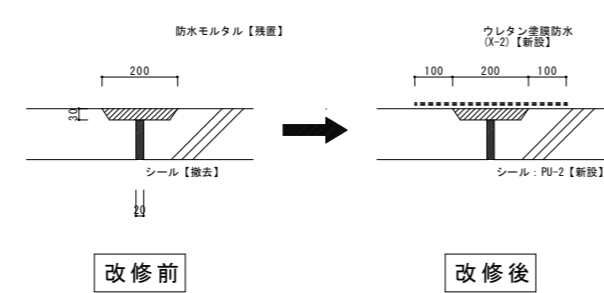 防水モルタル【残置】
200
30
シール【撤去】
20
改修前
ウレタン塗膜防水
(X-2)【新設】
100 200 100
シール：PU-2【新設】
改修後